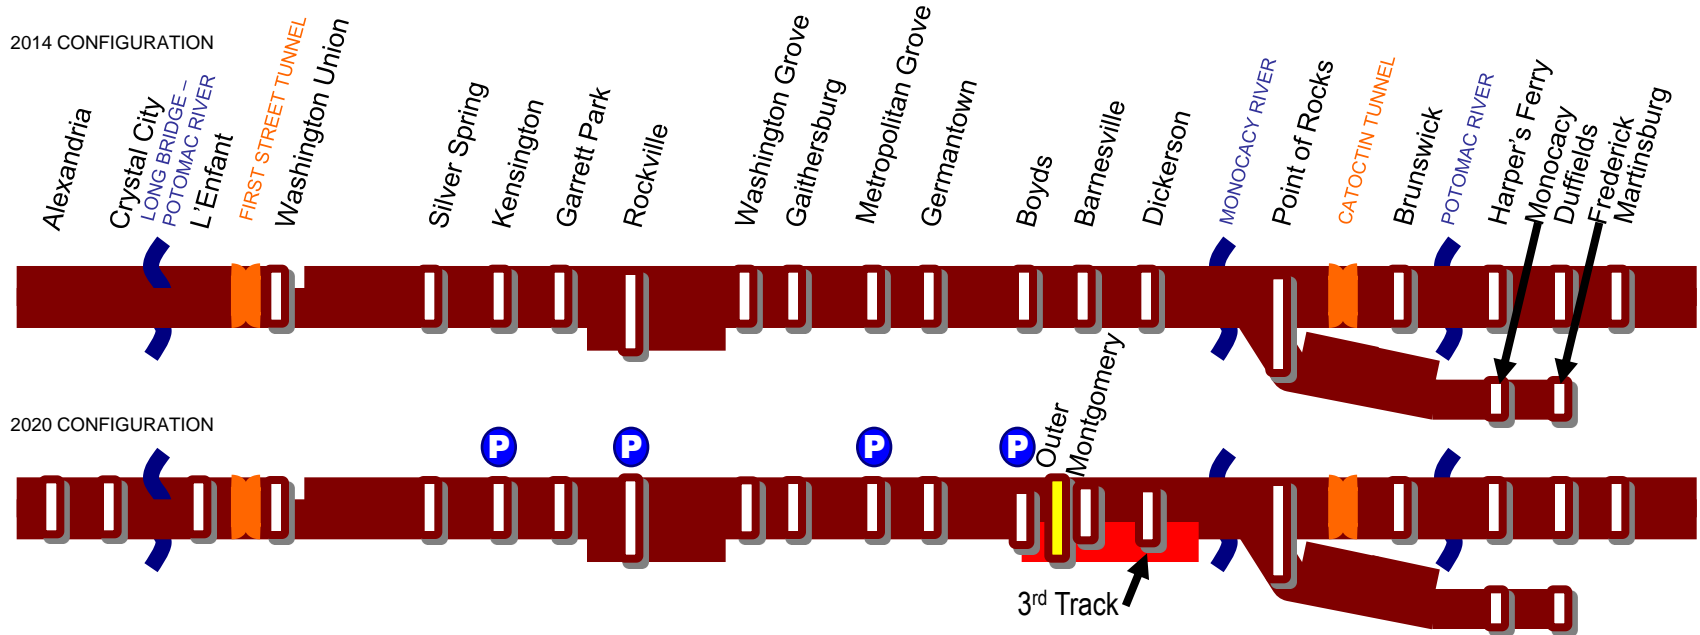 2014 CONFIGURATION
Alexandria
Crystal City
LONG BRIDGE –
POTOMAC RIVER
L'Enfant
FIRST STREET TUNNEL
Washington Union
Silver Spring
Kensington
Garrett Park
Rockville
Washington Grove
Gaithersburg
Metropolitan Grove
Germantown
Boyds
Barnesville
Dickerson
MONOCACY RIVER
Point of Rocks
CATOCTIN TUNNEL
Brunswick
POTOMAC RIVER
Harper's Ferry
Monocacy
Duffields
Frederick
Martinsburg
2020 CONFIGURATION
P
P
P
P
Outer
Montgomery
3rd Track